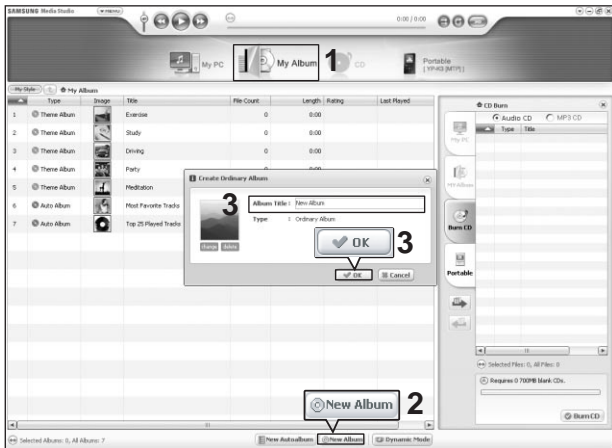 SAMSUNG Media Studio
MENU
0:00 / 0:00
My PC
My Album
1
CD
Portable
[ YP-K3 [MTP] ]
My Style
My Album
Type Image Title File Count Length Rating Last Played
1 Theme Album Exercise 0 0:00
2 Theme Album Study 0 0:00
3 Theme Album Driving 0 0:00
4 Theme Album Party
5 Theme Album Meditation
6 Auto Album Most Favorite Tracks
7 Auto Album Top 25 Played Tracks
Create Ordinary Album
3
Album Title : New Album
Type : Ordinary Album
change delete
OK
3
OK Cancel
CD Burn
Audio CD MP3 CD
Type Title
My PC
My Album
Burn CD
Portable
Selected Files: 0, All Files: 0
Requires 0 700MB blank CDs.
Burn CD
New Album
2
Selected Albums: 0, All Albums: 7
New Autoalbum New Album Dynamic Mode